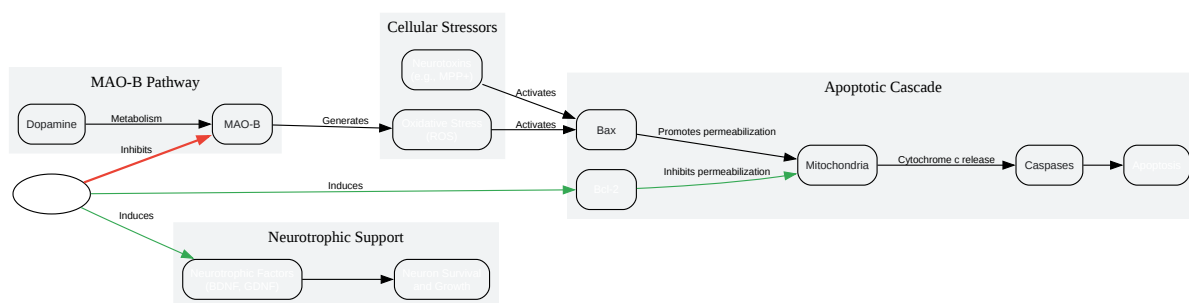 Cellular Stressors
Neurotoxins
(e.g., MPP+)
MAO-B Pathway
Apoptotic Cascade
Activates
Dopamine
Metabolism
MAO-B
Generates
Oxidative Stress
(ROS)
Activates
Bax
Promotes permeabilization
Inhibits
Mitochondria
Cytochrome c release
Caspases
Apoptosis
Induces
Bcl-2
Inhibits permeabilization
Induces
Neurotrophic Support
Neurotrophic Factors
(BDNF, GDNF)
Neuron Survival
and Growth